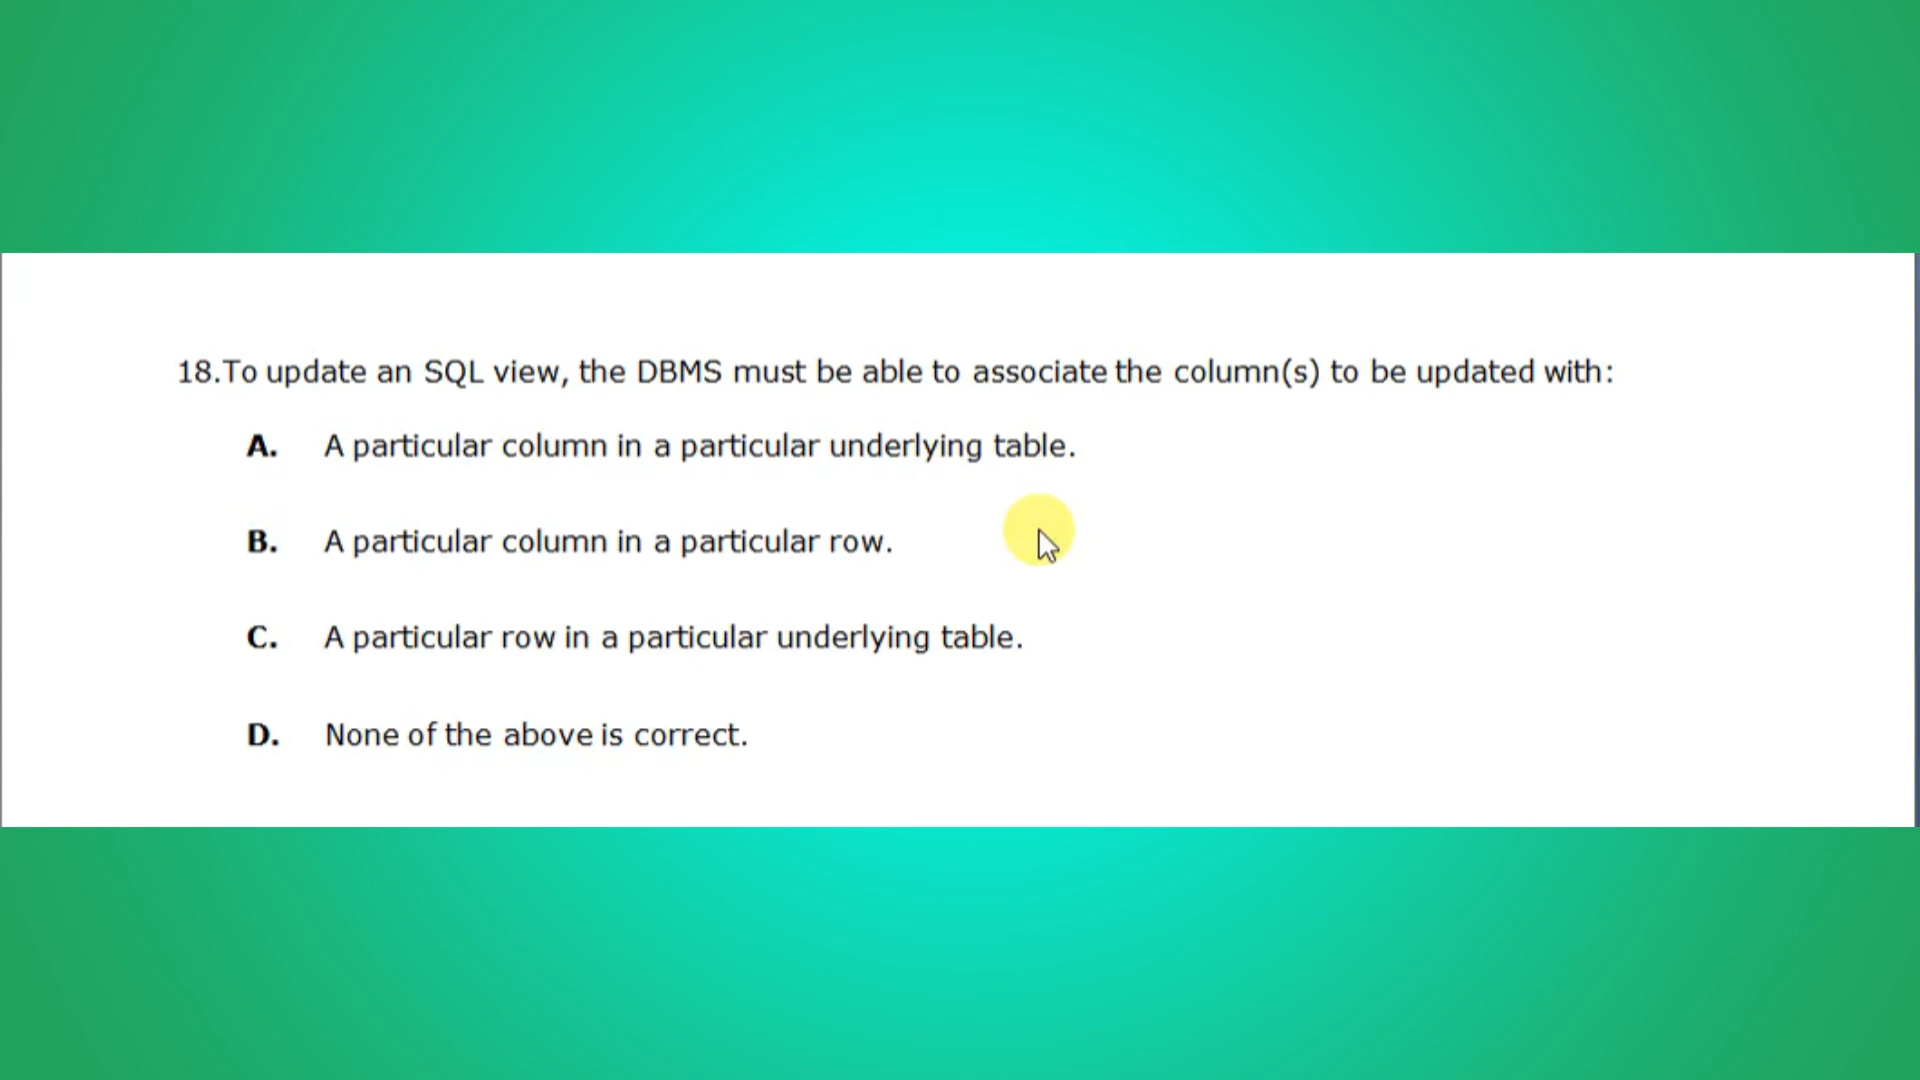 18.To update an SQL view, the DBMS must be able to associate the column(s) to be updated with:
A. A particular column in a particular underlying table.
B. A particular column in a particular row.
C. A particular row in a particular underlying table.
D. None of the above is correct.